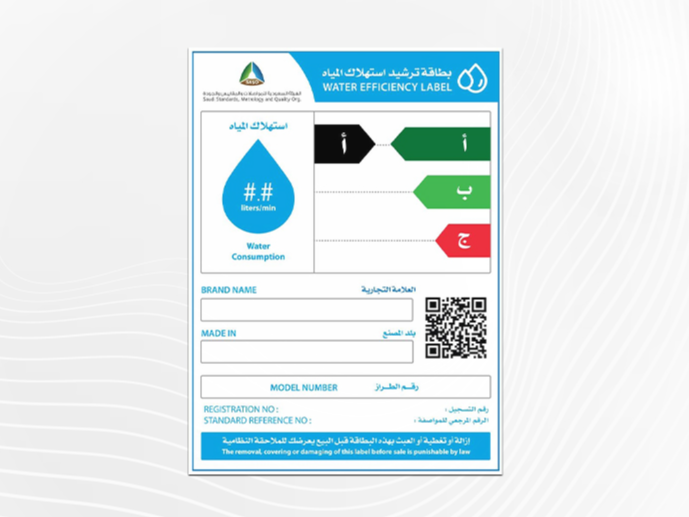 بطاقة ترشيد استهلاك المياه
WATER EFFICIENCY LABEL
SASO
الهيئة السعودية للمواصفات والمقاييس والجودة
Saudi Standards, Metrology and Quality Org.
استهلاك المياه
##.#
liters/min
Water
Consumption
أ
أ
ب
ج
BRAND NAME
العلامة التجارية
MADE IN
بلد الصنع
MODEL NUMBER
رقم الطراز
REGISTRATION NO :
رقم التسجيل :
STANDARD REFERENCE NO :
الرقم المرجعي للمواصفة :
إزالة أو تغطية أو العبث بهذه البطاقة قبل البيع يعرضك للملاحقة النظامية
The removal, covering or damaging of this label before sale is punishable by law